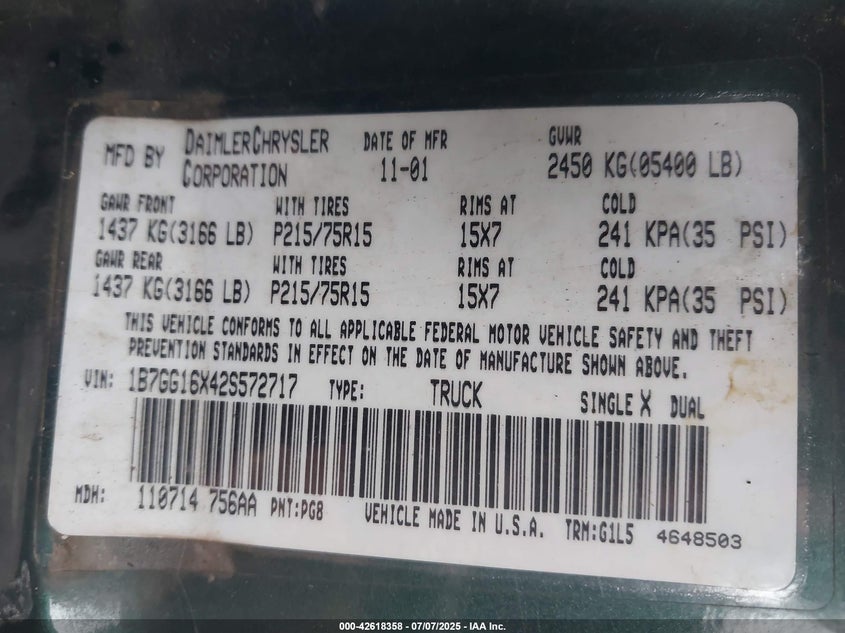 MFD BY DAIMLERCHRYSLER CORPORATION DATE OF MFR 11-01 GVWR 2450 KG(05400 LB)
GAWR FRONT WITH TIRES RIMS AT COLD
1437 KG(3166 LB) P215/75R15 15X7 241 KPA(35 PSI)
GAWR REAR WITH TIRES RIMS AT COLD
1437 KG(3166 LB) P215/75R15 15X7 241 KPA(35 PSI)
THIS VEHICLE CONFORMS TO ALL APPLICABLE FEDERAL MOTOR VEHICLE SAFETY AND THEFT
PREVENTION STANDARDS IN EFFECT ON THE DATE OF MANUFACTURE SHOWN ABOVE.
VIN: 1B7GG16X42S572717 TYPE: TRUCK SINGLE X DUAL
MDH: 110714 756AA PNT:PG8 VEHICLE MADE IN U.S.A. TRM:G1L5 4648503
000-42618358 - 07/07/2025 - IAA Inc.